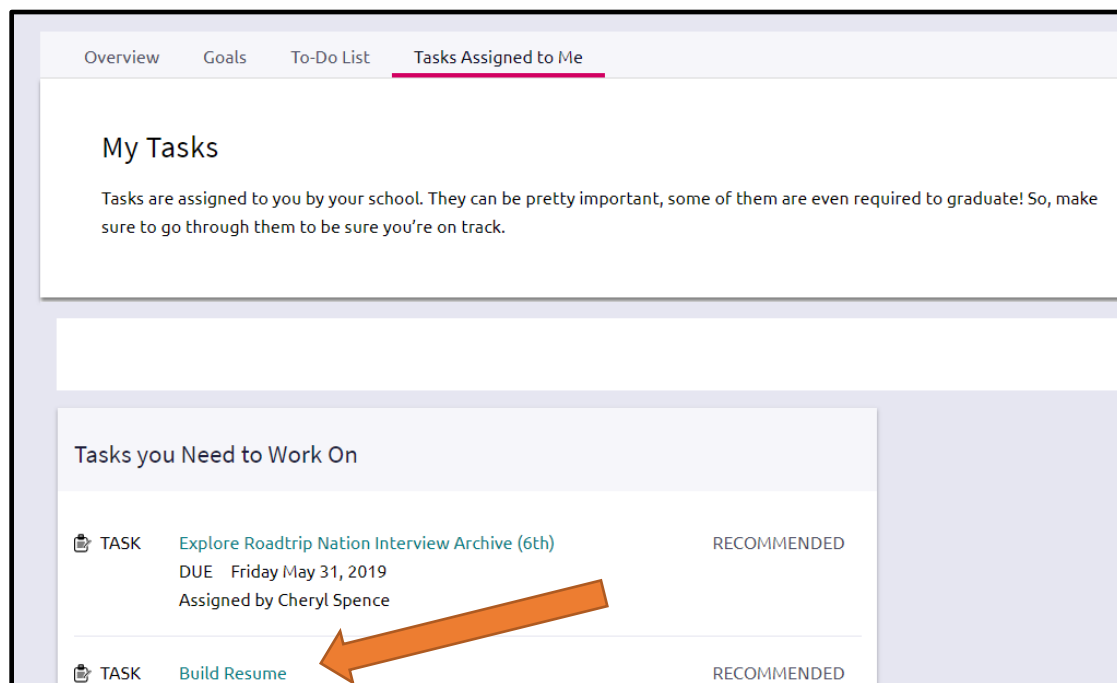 Overview Goals To-Do List Tasks Assigned to Me
My Tasks
Tasks are assigned to you by your school. They can be pretty important, some of them are even required to graduate! So, make
sure to go through them to be sure you're on track.
Tasks you Need to Work On
TASK Explore Roadtrip Nation Interview Archive (6th) RECOMMENDED
DUE Friday May 31, 2019
Assigned by Cheryl Spence
TASK Build Resume RECOMMENDED